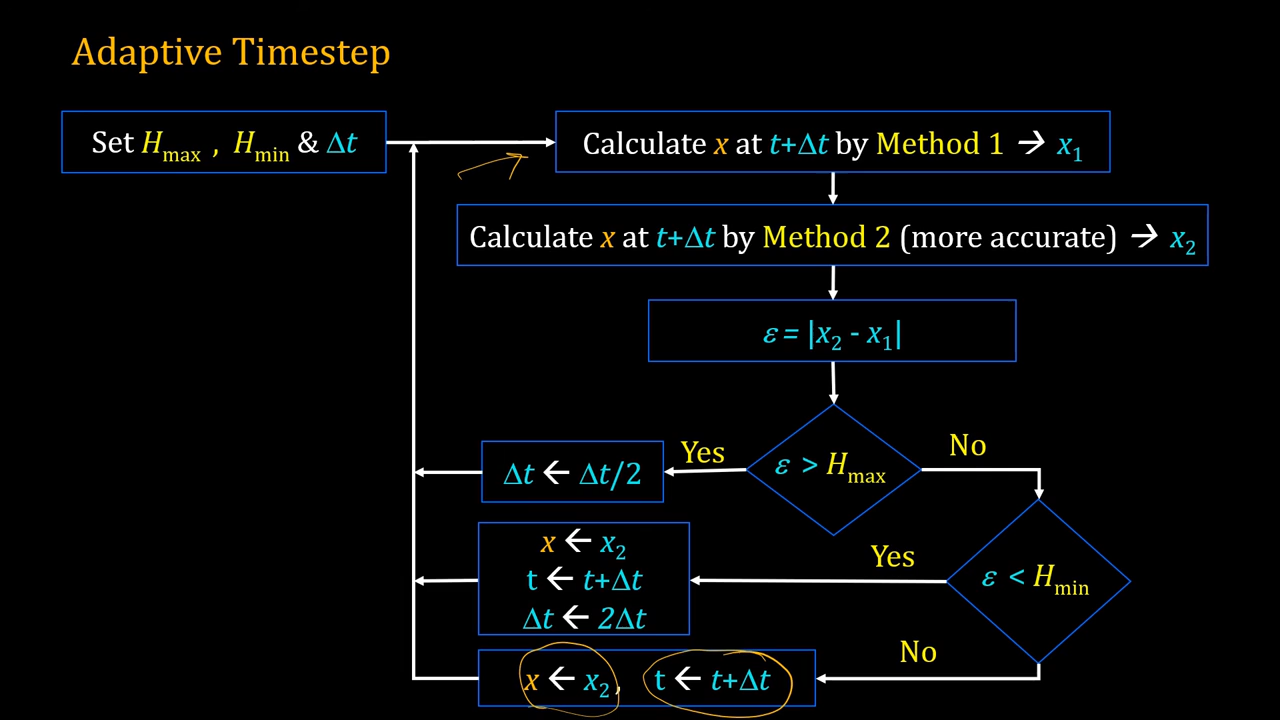 Adaptive Timestep
Set Hmax , Hmin & Δt
Calculate x at t+Δt by Method 1 → x1
Calculate x at t+Δt by Method 2 (more accurate) → x2
ε = |x2 - x1|
ε > Hmax
Yes
No
Δt ← Δt/2
ε < Hmin
Yes
x ← x2
t ← t+Δt
Δt ← 2Δt
No
x ← x2, t ← t+Δt